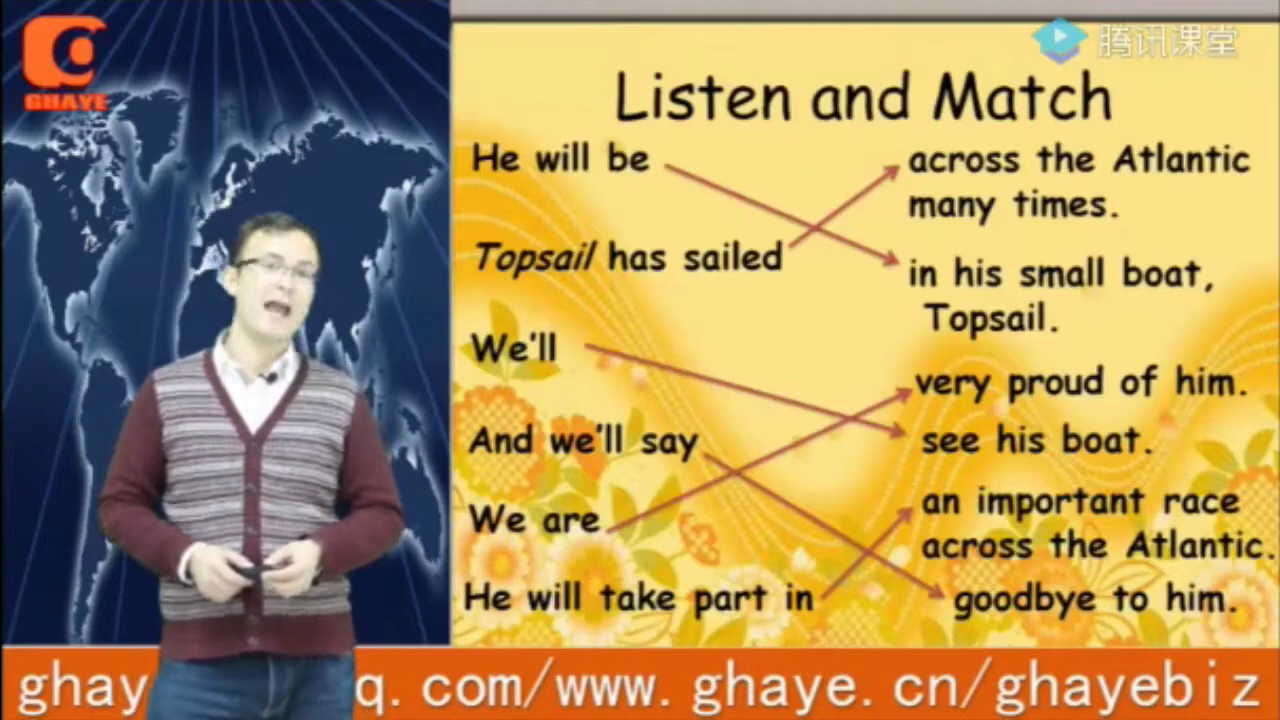 GHAYE
腾讯课堂
Listen and Match
He will be
across the Atlantic
many times.
Topsail has sailed
in his small boat,
Topsail.
We'll
very proud of him.
And we'll say
see his boat.
We are
an important race
across the Atlantic.
He will take part in
goodbye to him.
ghay q. com/www. ghaye. cn/ghayebiz